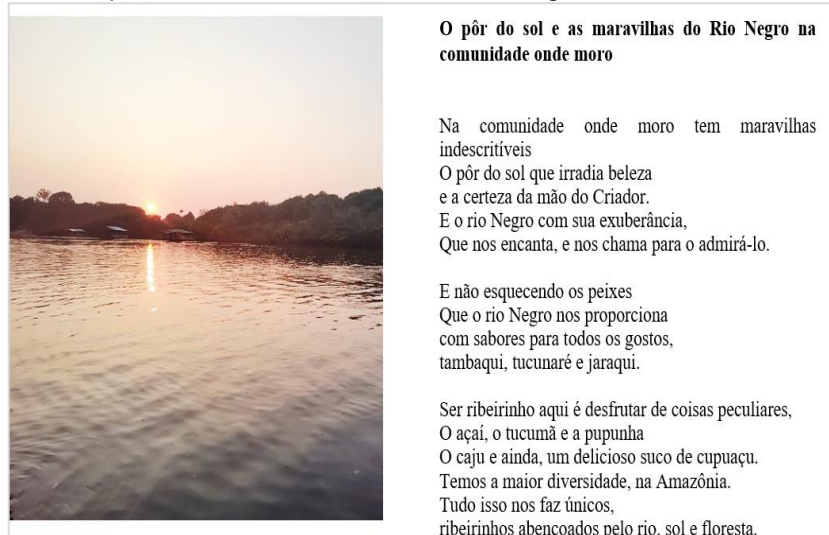 O pôr do sol e as maravilhas do Rio Negro na
comunidade onde moro
Na comunidade onde moro tem maravilhas
indescritíveis
O pôr do sol que irradia beleza
e a certeza da mão do Criador.
E o rio Negro com sua exuberância,
Que nos encanta, e nos chama para o admirá-lo.
E não esquecendo os peixes
Que o rio Negro nos proporciona
com sabores para todos os gostos,
tambaqui, tucunaré e jaraqui.
Ser ribeirinho aqui é desfrutar de coisas peculiares,
O açaí, o tucumã e a pupunha
O caju e ainda, um delicioso suco de cupuaçu.
Temos a maior diversidade, na Amazônia.
Tudo isso nos faz únicos,
ribeirinhos abençoados pelo rio, sol e floresta.